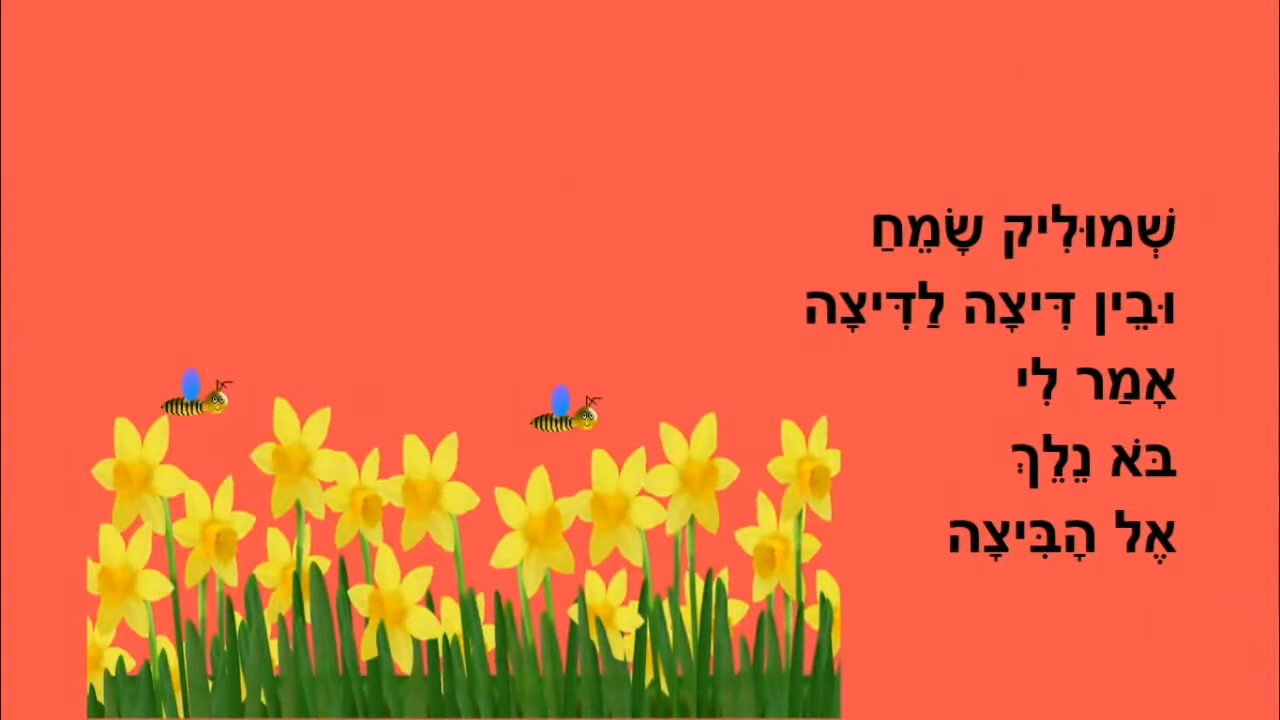 שְׁמוּלִיק שָׂמֵחַ
וּבֵין דִּיצָה לַדִּיצָה
אָמַר לִי
בֹּא נֵלֵךְ
אֶל הָבִּיצָה